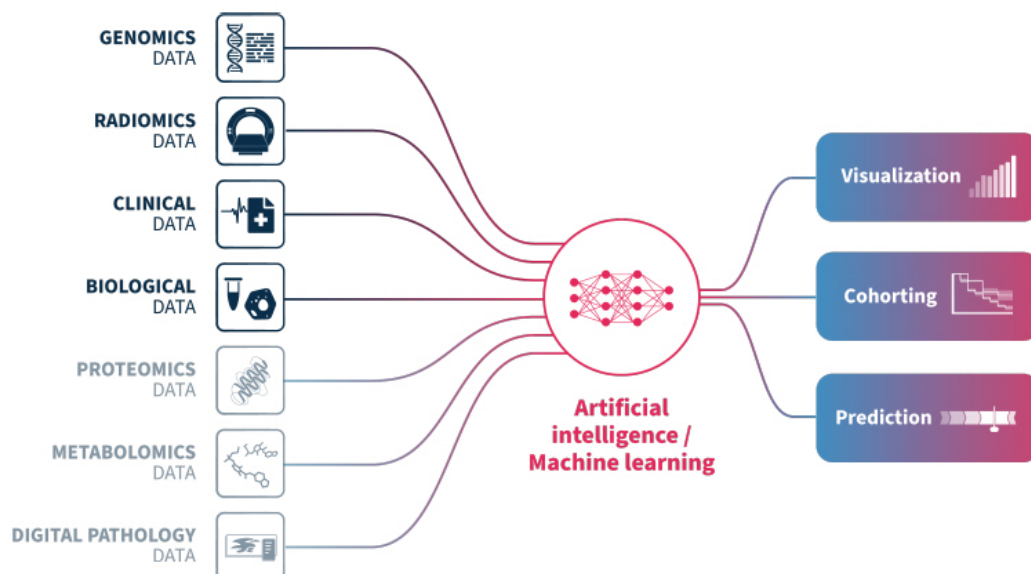 GENOMICS
DATA
RADIOMICS
DATA
CLINICAL
DATA
BIOLOGICAL
DATA
PROTEOMICS
DATA
METABOLOMICS
DATA
DIGITAL PATHOLOGY
DATA
Artificial
intelligence /
Machine learning
Visualization
Cohorting
Prediction